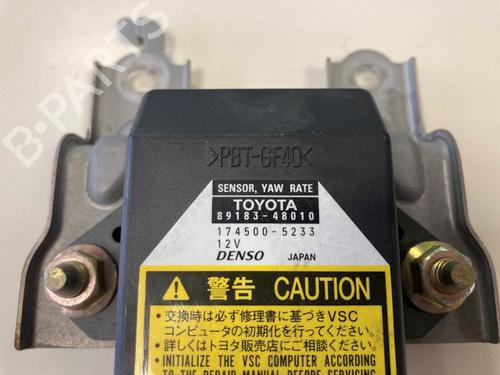 B-PARTS
>PBT-GF40<
SENSOR, YAW RATE
TOYOTA
89183-48010
174500-5233
12V
DENSO JAPAN
警告 CAUTION
●交換時は必ず修理書に基づきVSC
コンピュータの初期化を行ってください。
●詳しくはトヨタ販売店にご相談ください。
●INITIALIZE THE VSC COMPUTER ACCORDING
TO THE REPAIR MANUAL BEFORE SERVICING